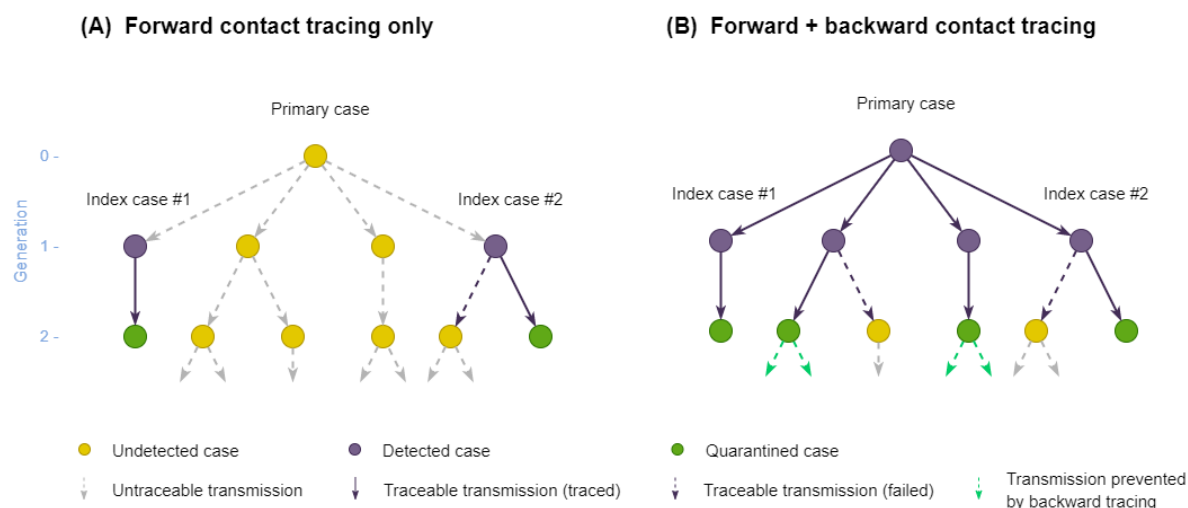 (A) Forward contact tracing only
(B) Forward + backward contact tracing
Primary case
Primary case
0 -
Index case #1
Index case #2
Index case #1
Index case #2
Generation
1 -
2 -
Undetected case
Detected case
Quarantined case
Untraceable transmission
Traceable transmission (traced)
Traceable transmission (failed)
Transmission prevented
by backward tracing